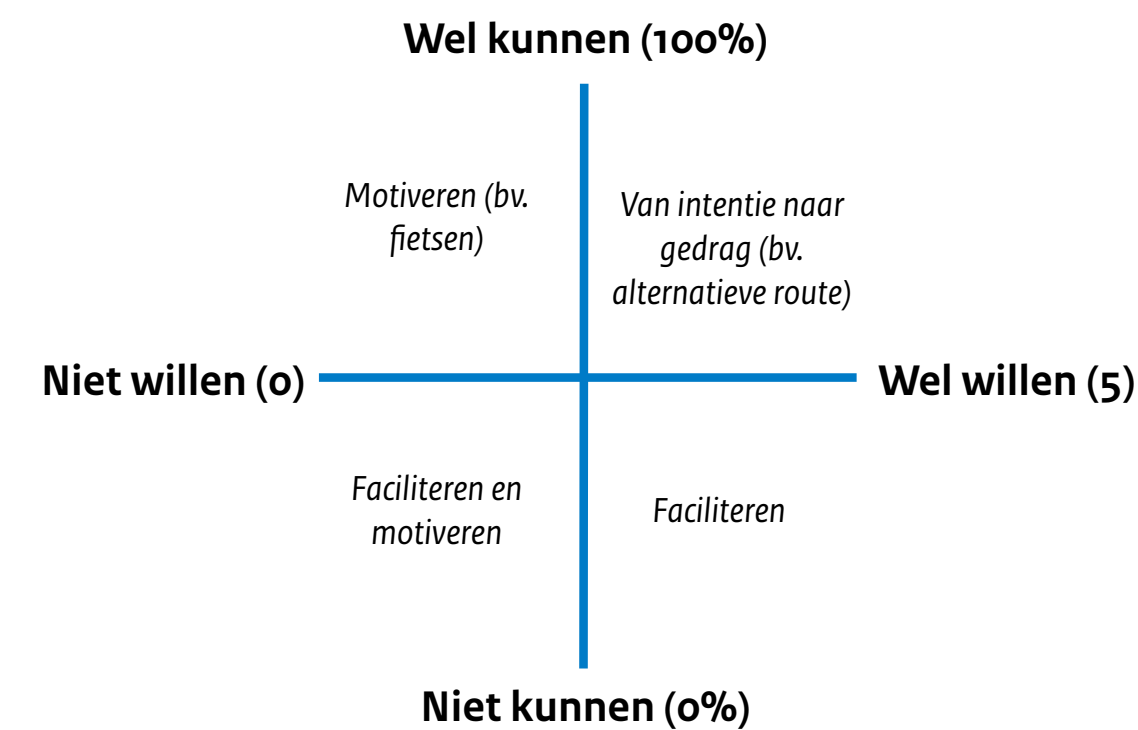 Wel kunnen (100%)
Motiveren (bv.
fietsen)
Van intentie naar
gedrag (bv.
alternatieve route)
Niet willen (0)
Wel willen (5)
Faciliteren en
motiveren
Faciliteren
Niet kunnen (0%)